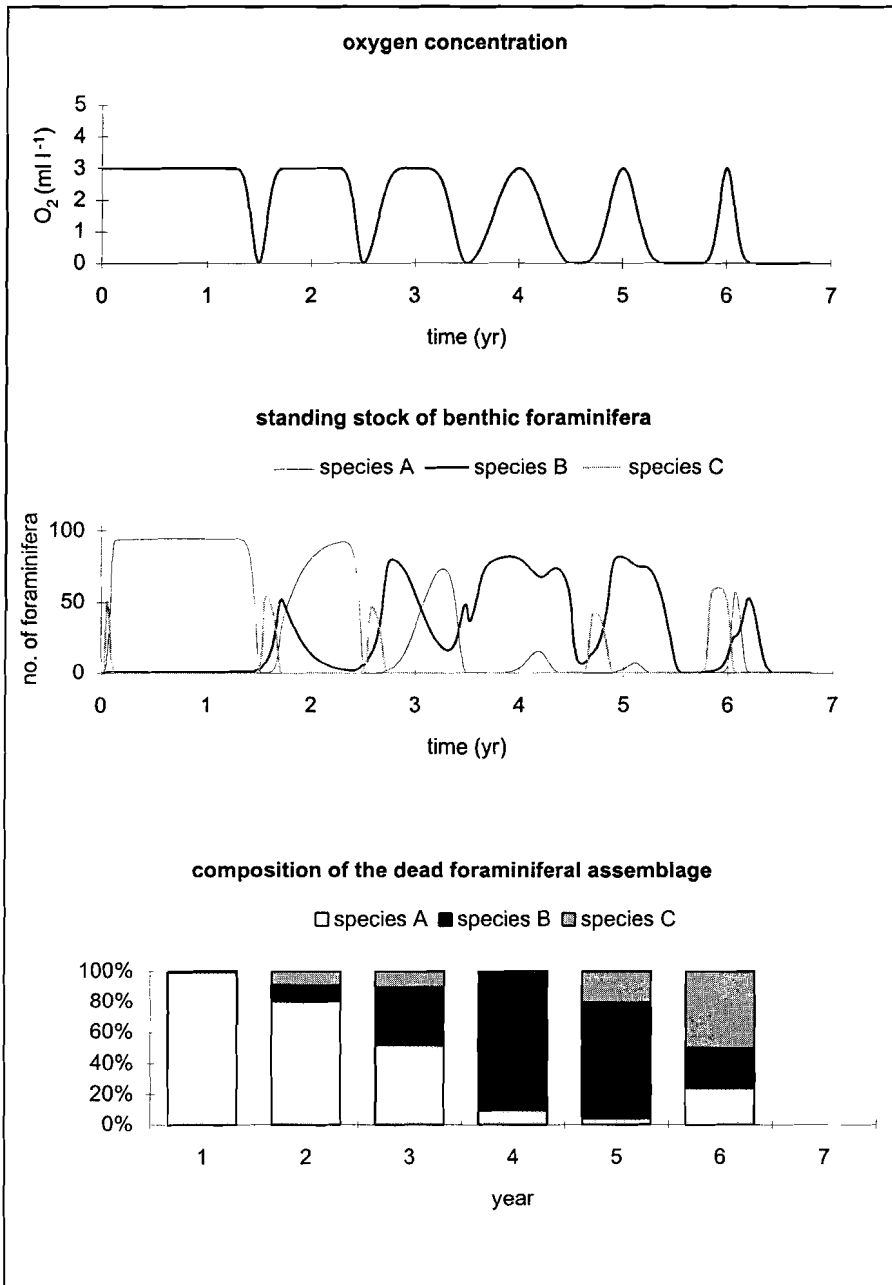 oxygen concentration
5
4
3
2
1
0
O₂ (ml l⁻¹)
0 1 2 3 4 5 6 7
time (yr)
standing stock of benthic foraminifera
species A species B species C
100
50
0
no. of foraminifera
0 1 2 3 4 5 6 7
time (yr)
composition of the dead foraminiferal assemblage
species A species B species C
100%
80%
60%
40%
20%
0%
1 2 3 4 5 6 7
year